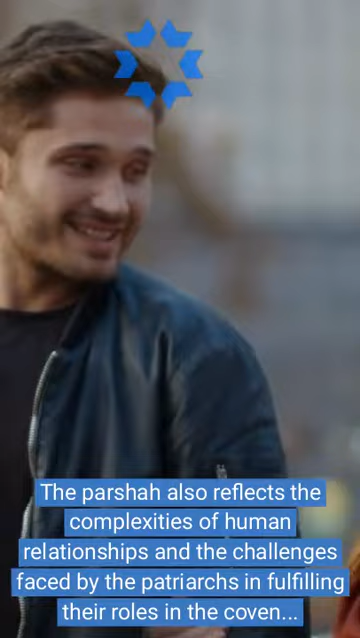 The parshah also reflects the
complexities of human
relationships and the challenges
faced by the patriarchs in fulfilling
their roles in the coven...